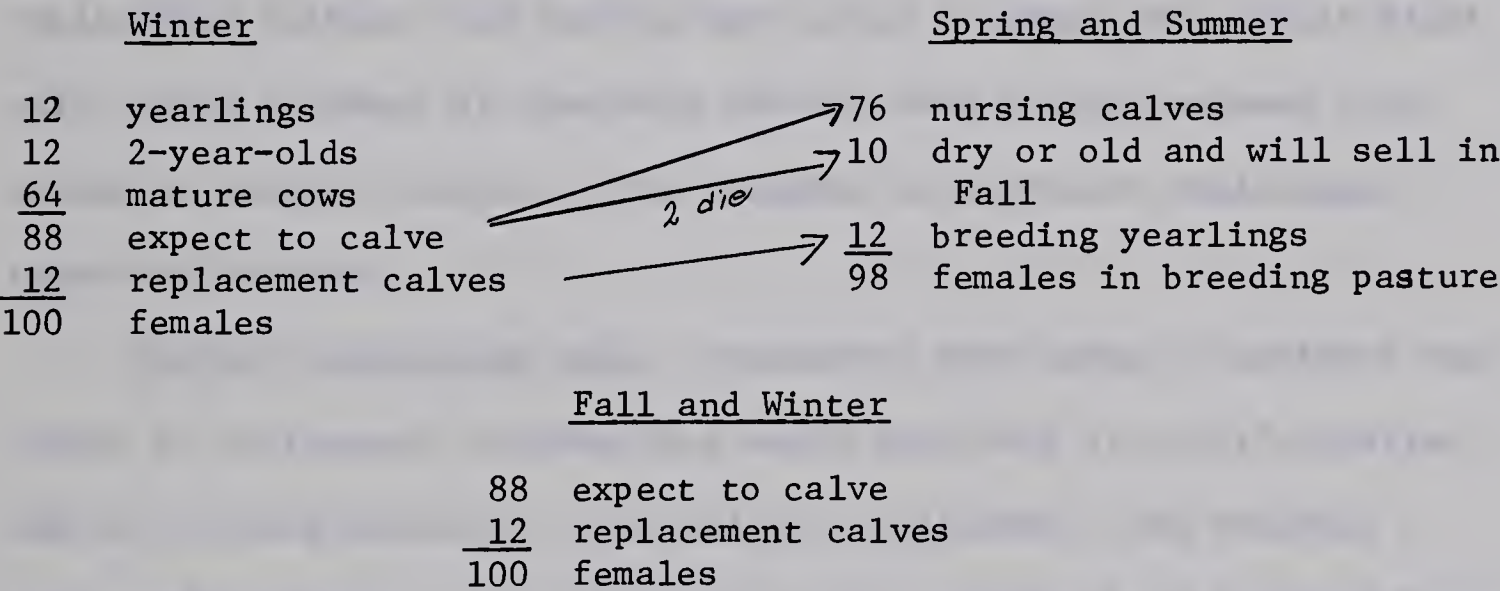 Winter
12 yearlings
12 2-year-olds
64 mature cows
88 expect to calve
12 replacement calves
100 females
2 die
Spring and Summer
76 nursing calves
10 dry or old and will sell in
Fall
12 breeding yearlings
98 females in breeding pasture
Fall and Winter
88 expect to calve
12 replacement calves
100 females